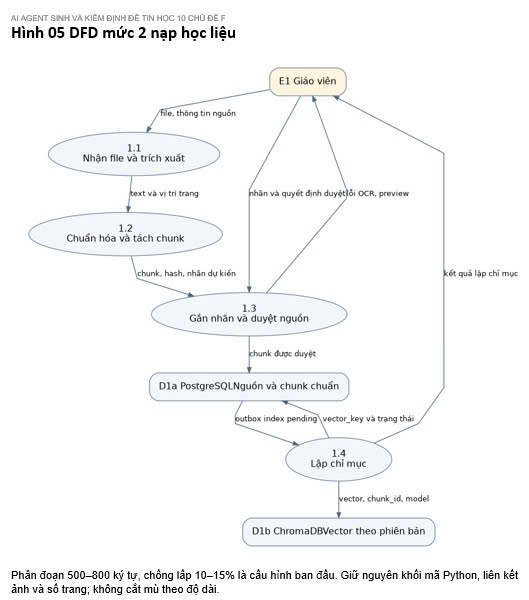 AI AGENT SINH VÀ KIỂM ĐỊNH ĐỀ TIN HỌC 10 CHỦ ĐỀ F
Hình 05 DFD mức 2 nạp học liệu
E1 Giáo viên
file, thông tin nguồn
1.1
Nhận file và trích xuất
text và vị trí trang
nhãn và quyết định duyệt
lỗi OCR, preview
1.2
Chuẩn hóa và tách chunk
chunk, hash, nhãn dự kiến
kết quả lập chỉ mục
1.3
Gắn nhãn và duyệt nguồn
chunk được duyệt
D1a PostgreSQLNguồn và chunk chuẩn
outbox index pending
vector_key và trạng thái
1.4
Lập chỉ mục
vector, chunk_id, model
D1b ChromaDBVector theo phiên bản
Phân đoạn 500–800 ký tự, chồng lấp 10–15% là cấu hình ban đầu. Giữ nguyên khối mã Python, liên kết
ảnh và số trang; không cắt mù theo độ dài.